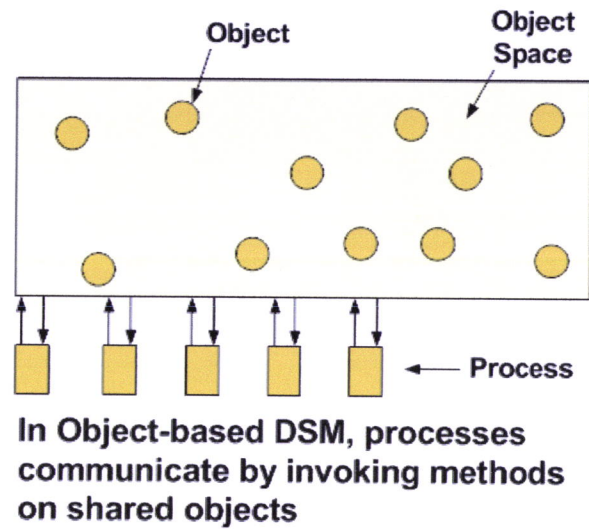 Object
Object
Space
Process
In Object-based DSM, processes
communicate by invoking methods
on shared objects